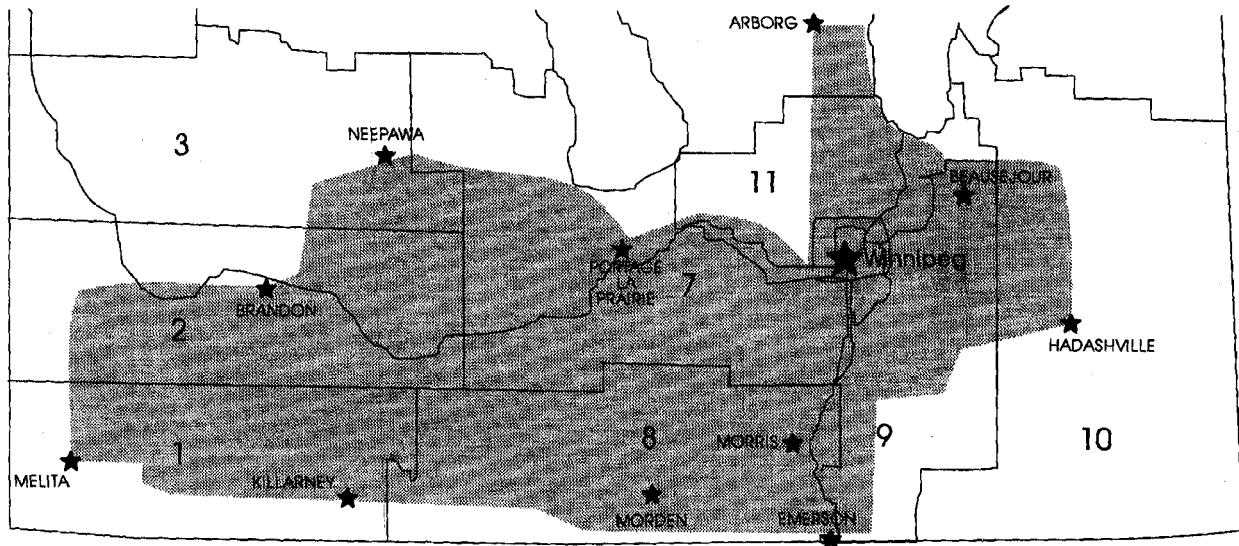 ARBORG
NEEPAWA
3
11
BEAUSEJOUR
Winnipeg
PORTAGE
LA
PRAIRIE
7
BRANDON
2
HADASHVILLE
MORRIS
8
9
10
1
MELITA
KILLARNEY
MORDEN
EMERSON